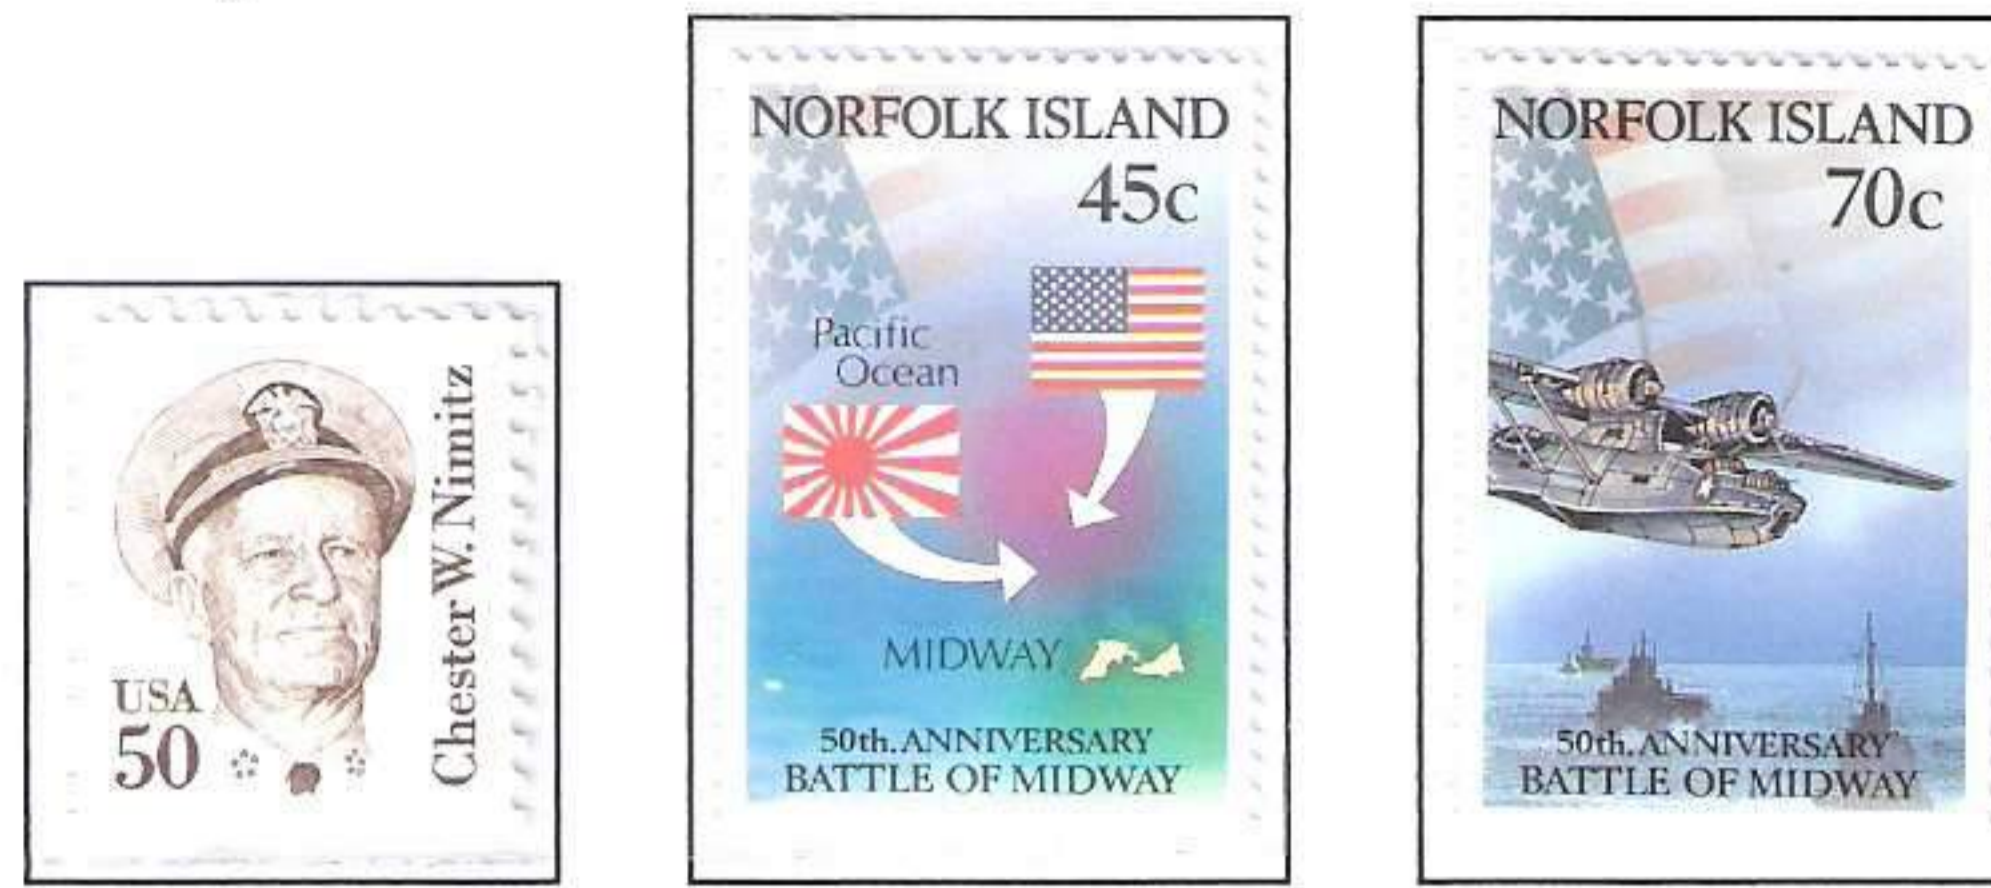 USA
50
Chester W. Nimitz
NORFOLK ISLAND
45c
Pacific
Ocean
MIDWAY
50th. ANNIVERSARY
BATTLE OF MIDWAY
NORFOLK ISLAND
70c
50th. ANNIVERSARY
BATTLE OF MIDWAY